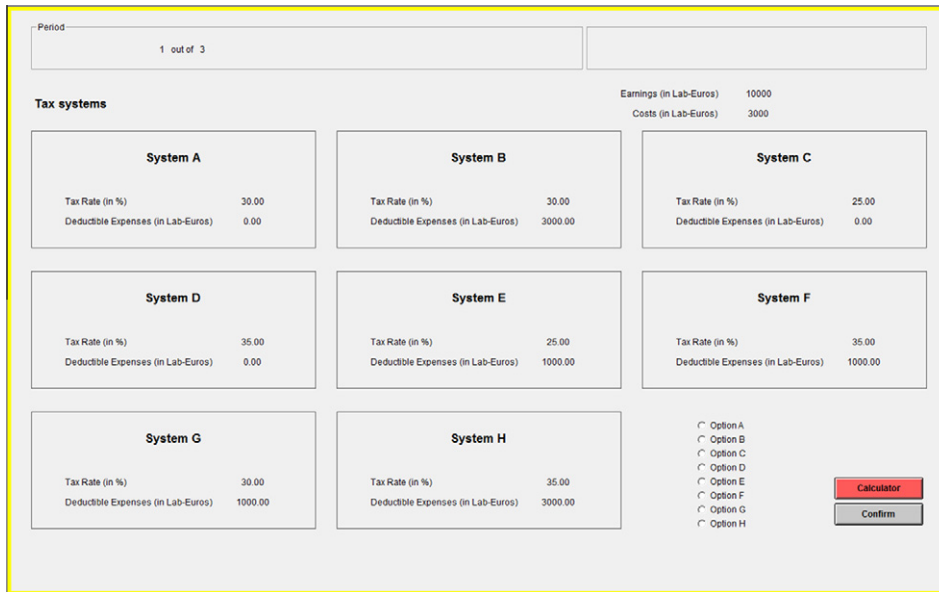 Period
1 out of 3
Earnings (in Lab-Euros) 10000
Tax systems
Costs (in Lab-Euros) 3000
System A
Tax Rate (in %) 30.00
Deductible Expenses (in Lab-Euros) 0.00
System B
Tax Rate (in %) 30.00
Deductible Expenses (in Lab-Euros) 3000.00
System C
Tax Rate (in %) 25.00
Deductible Expenses (in Lab-Euros) 0.00
System D
Tax Rate (in %) 35.00
Deductible Expenses (in Lab-Euros) 0.00
System E
Tax Rate (in %) 25.00
Deductible Expenses (in Lab-Euros) 1000.00
System F
Tax Rate (in %) 35.00
Deductible Expenses (in Lab-Euros) 1000.00
System G
Tax Rate (in %) 30.00
Deductible Expenses (in Lab-Euros) 1000.00
System H
Tax Rate (in %) 35.00
Deductible Expenses (in Lab-Euros) 3000.00
Option A
Option B
Option C
Option D
Option E
Option F
Option G
Option H
Calculator
Confirm